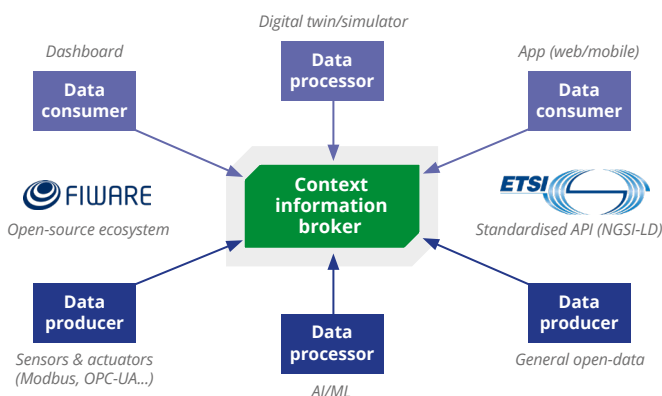 Digital twin/simulator
Dashboard
App (web/mobile)
Data
processor
Data
consumer
Data
consumer
FIWARE
Open-source ecosystem
Context
information
broker
ETSI
Standardised API (NGSI-LD)
Data
producer
Data
processor
Data
producer
Sensors & actuators
(Modbus, OPC-UA...)
General open-data
AI/ML